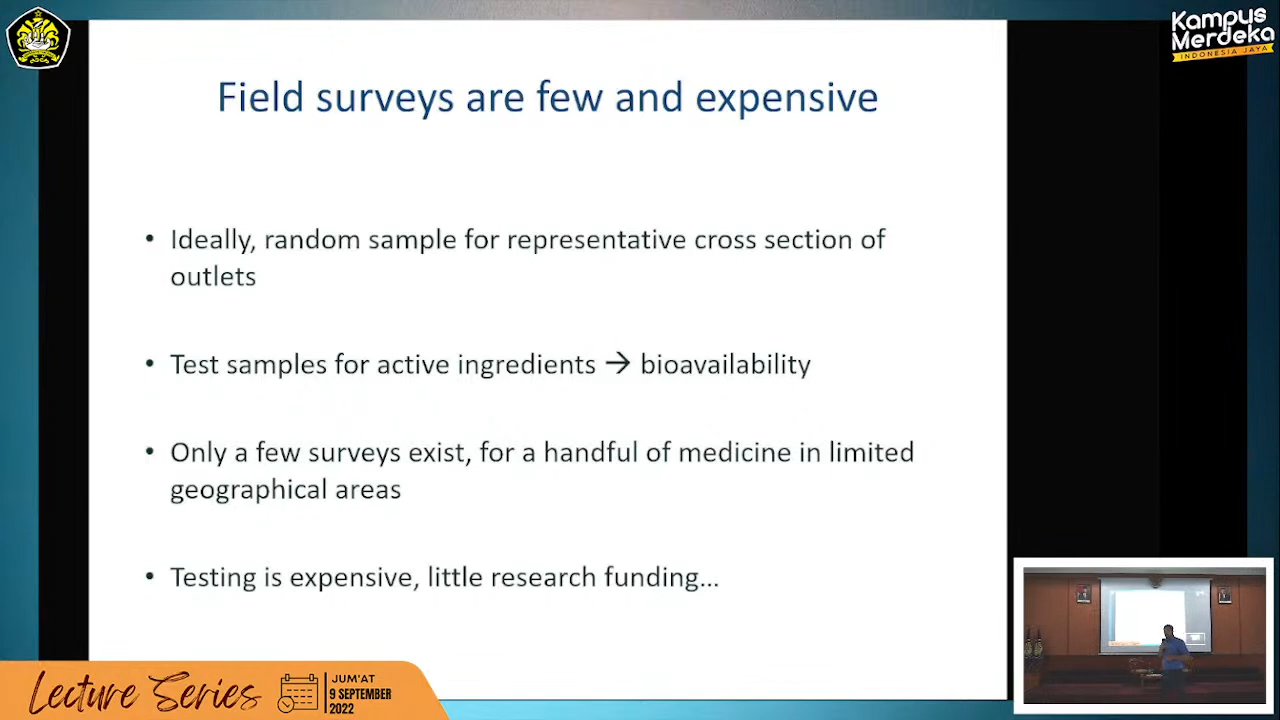 Kampus
Merdeka
INDONESIA JAYA
Field surveys are few and expensive
• Ideally, random sample for representative cross section of
outlets
• Test samples for active ingredients → bioavailability
• Only a few surveys exist, for a handful of medicine in limited
geographical areas
• Testing is expensive, little research funding...
Lecture Series
JUM'AT
9 SEPTEMBER
2022